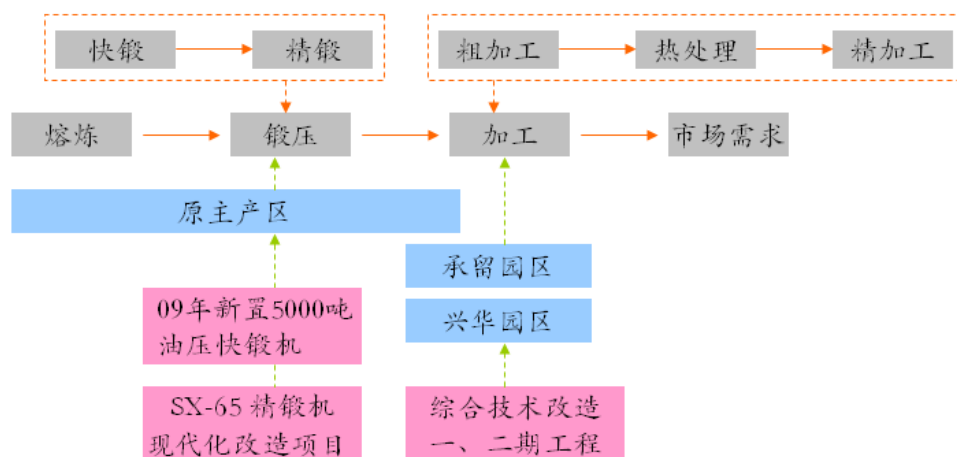 快锻
精锻
粗加工
热处理
精加工
熔炼
锻压
加工
市场需求
原主产区
承留园区
兴华园区
09年新置5000吨
油压快锻机
SX-65 精锻机
现代化改造项目
综合技术改造
一、二期工程